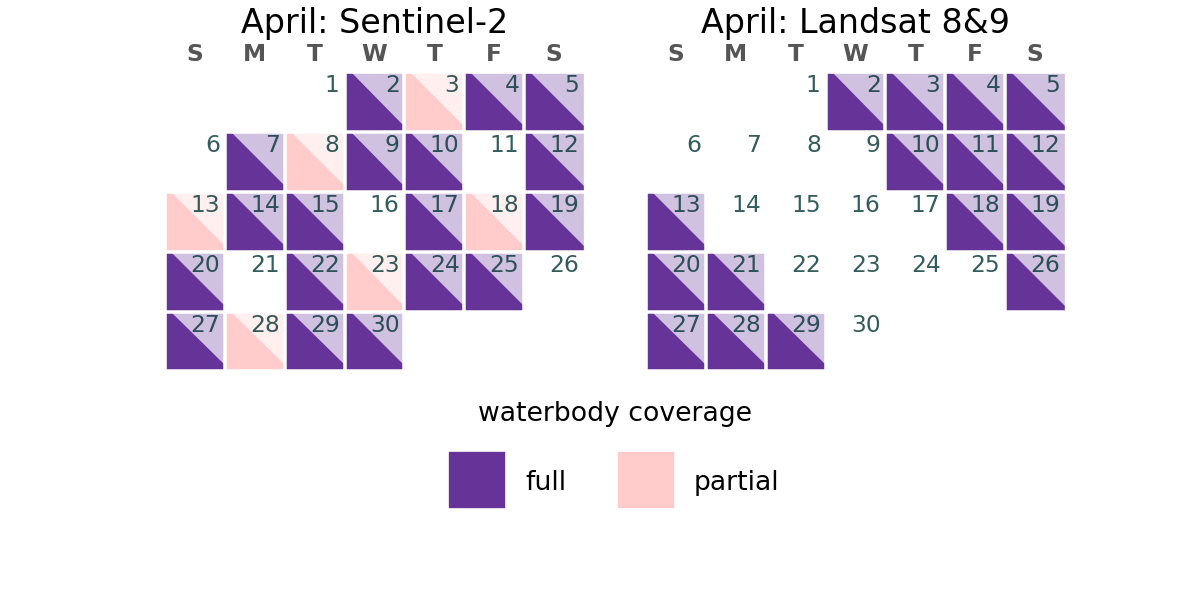 April: Sentinel-2
S M T W T F S
1 2 3 4 5
6 7 8 9 10 11 12
13 14 15 16 17 18 19
20 21 22 23 24 25 26
27 28 29 30
April: Landsat 8&9
S M T W T F S
1 2 3 4 5
6 7 8 9 10 11 12
13 14 15 16 17 18 19
20 21 22 23 24 25 26
27 28 29 30
waterbody coverage
full partial